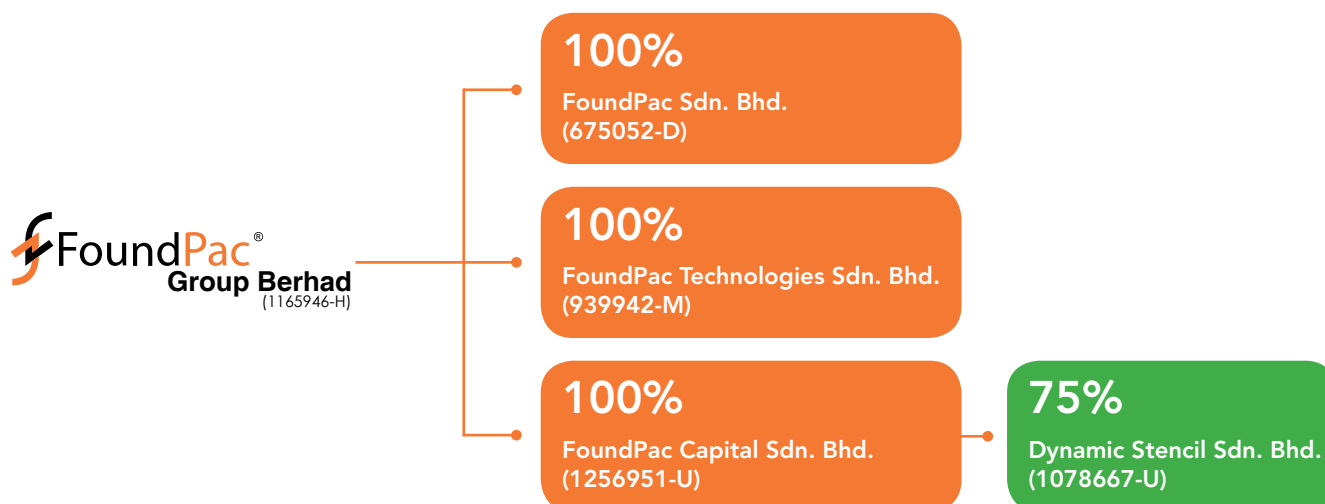 100%
FoundPac Sdn. Bhd.
(675052-D)
100%
FoundPac Technologies Sdn. Bhd.
(939942-M)
FoundPac®
Group Berhad
(1165946-H)
100%
FoundPac Capital Sdn. Bhd.
(1256951-U)
75%
Dynamic Stencil Sdn. Bhd.
(1078667-U)